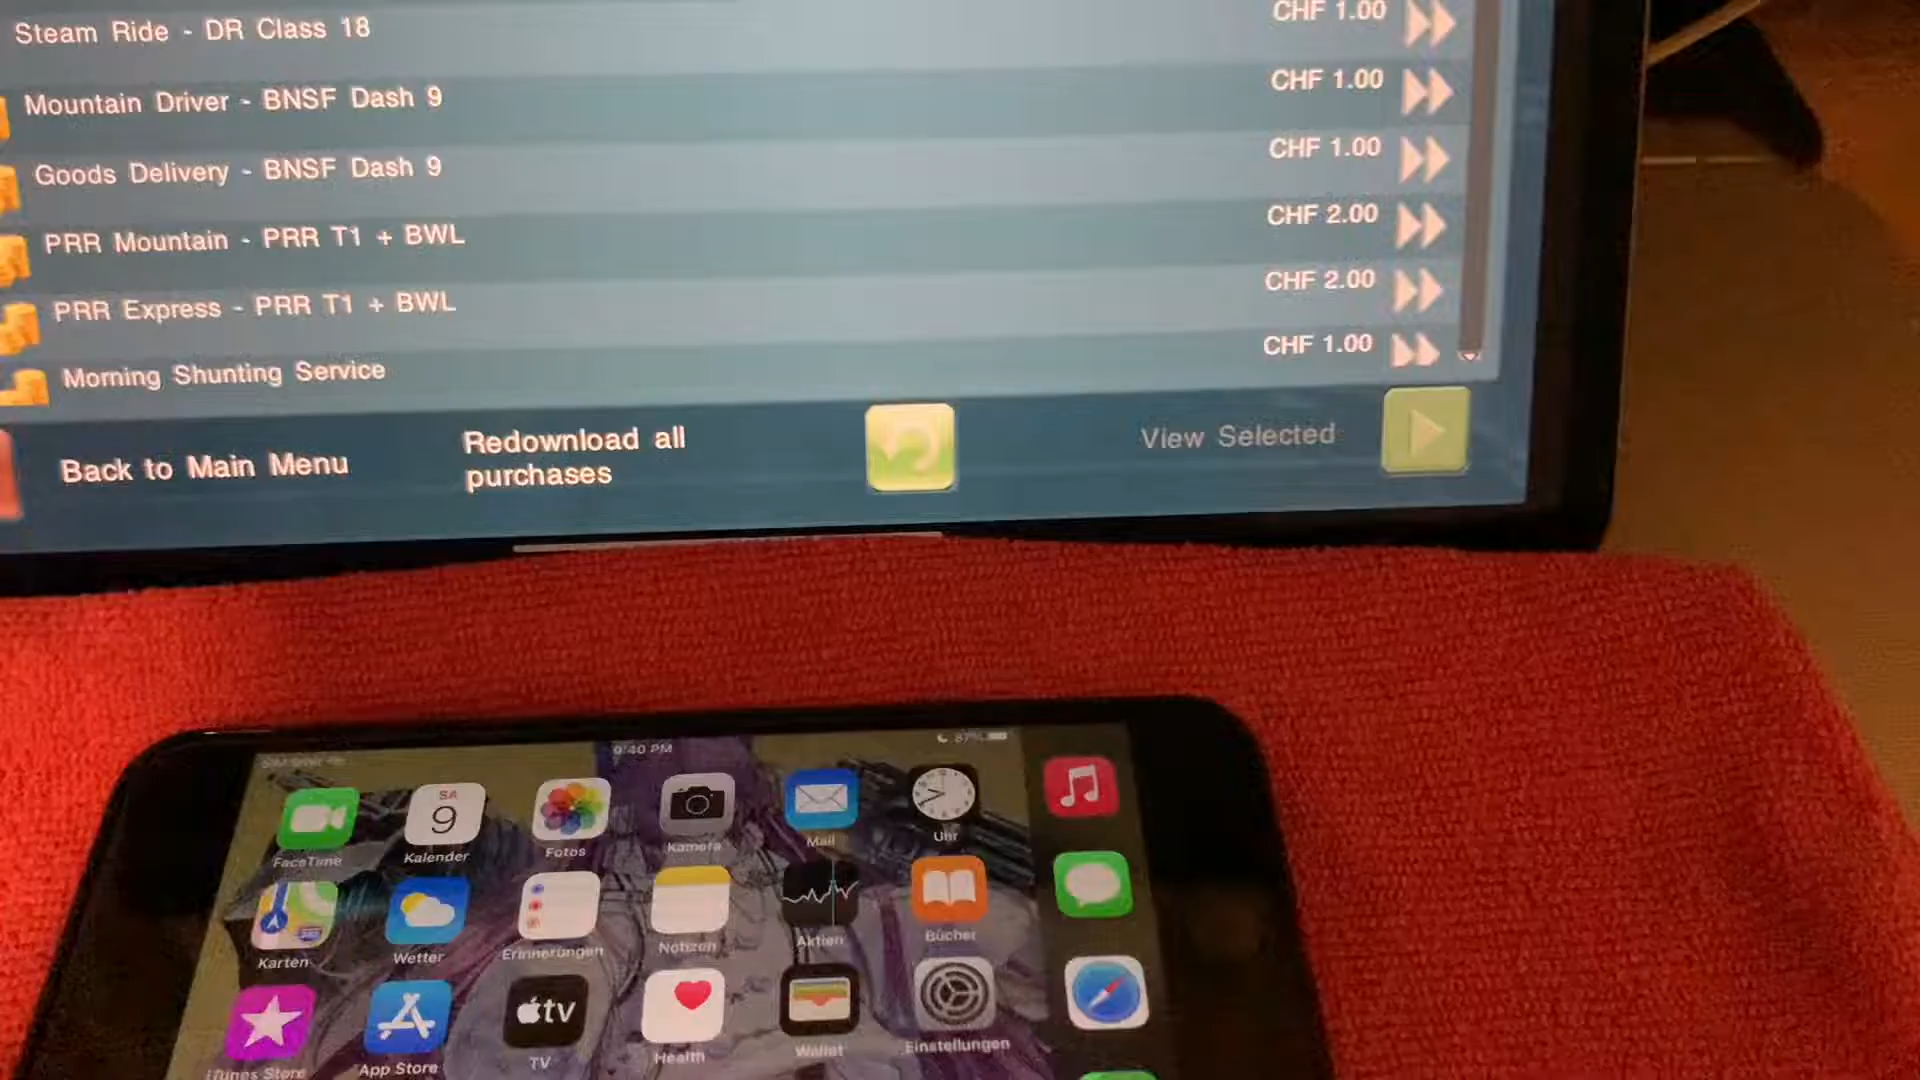 Steam Ride - DR Class 18 CHF 1.00
Mountain Driver - BNSF Dash 9 CHF 1.00
Goods Delivery - BNSF Dash 9 CHF 1.00
PRR Mountain - PRR T1 + BWL CHF 2.00
PRR Express - PRR T1 + BWL CHF 2.00
Morning Shunting Service CHF 1.00
Back to Main Menu
Redownload all
purchases
View Selected
9:40 PM
87%
SA
9
FaceTime
Kalender
Fotos
Kamera
Mail
Uhr
Karten
Wetter
Erinnerungen
Notizen
Aktien
Bücher
tv
iTunes Store
App Store
TV
Health
Wallet
Einstellungen